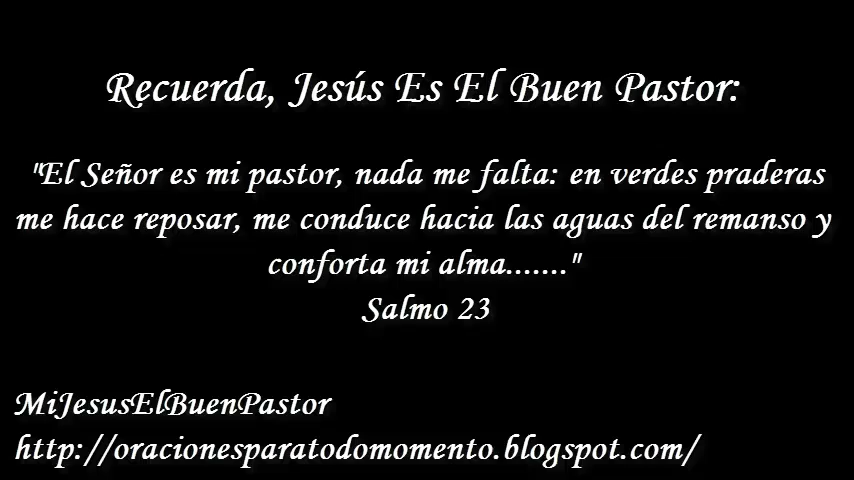 Recuerda, Jesús Es El Buen Pastor:
"El Señor es mi pastor, nada me falta: en verdes praderas
me hace reposar, me conduce hacia las aguas del remanso y
conforta mi alma......."
Salmo 23
MiJesusElBuenPastor
http://oracionesparatodomomento.blogspot.com/